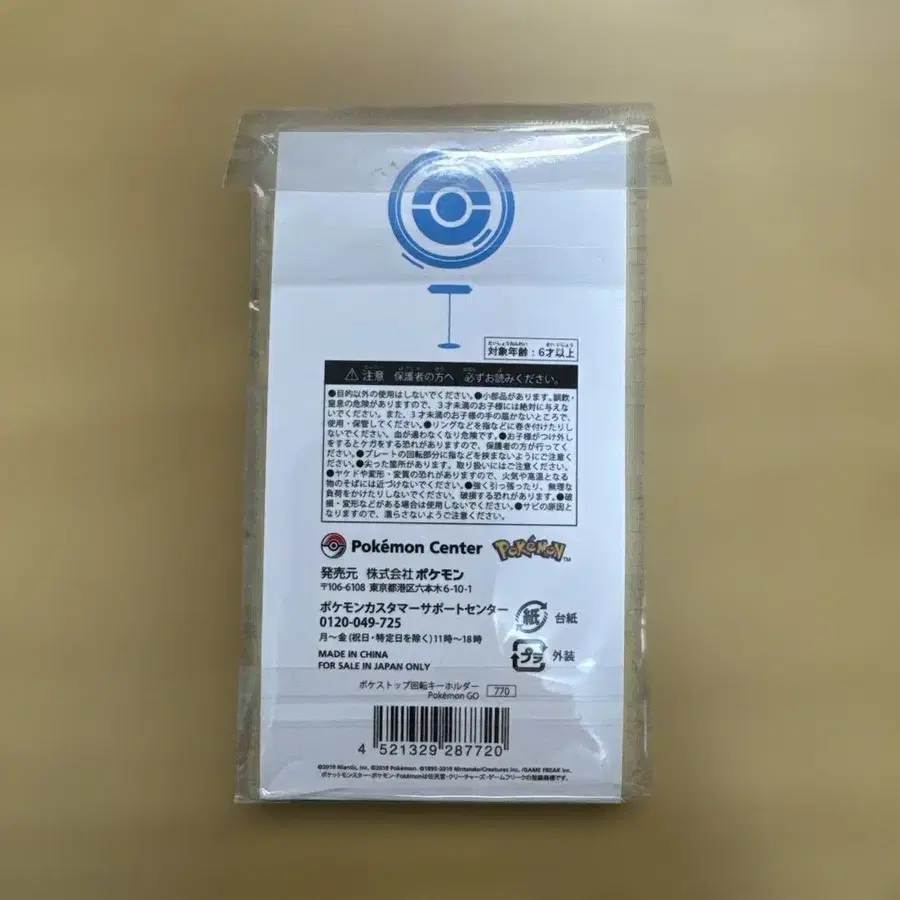 対象年齢：6才以上
⚠注意 保護者の方へ 必ずお読みください。
●目的以外の使用はしないでください。●小部品があります。誤飲・
窒息の危険がありますので、3才未満のお子様には絶対に与えな
いでください。また、3才未満のお子様の手の届かないところで、
使用・保管してください。●リングなどを指などに巻き付けたりし
ないでください。血が通わなくなり危険です。●お子様がつけ外し
をするとケガをする恐れがありますので、保護者の方が行ってく
ださい。●プレートの回転部分に指などを挟まないようにご注意くだ
さい。●尖った箇所があります。取り扱いにはご注意ください。
●ヤケドや変形・変質の恐れがありますので、火気や高温となる
物のそばには近づけないでください。●強く引っ張ったり、無理な
負荷をかけたりしないでください。破損する恐れがあります。●破
損・変形などがある場合は使用しないでください。●サビの原因と
なりますので、濡らさないようご注意ください。
Pokémon Center POKéMON™
発売元 株式会社ポケモン
〒106-6108 東京都港区六本木6-10-1
ポケモンカスタマーサポートセンター
0120-049-725
月～金(祝日・特定日を除く)11時～18時
紙 台紙
プラ 外装
MADE IN CHINA
FOR SALE IN JAPAN ONLY
ポケストップ回転キーホルダー 770
Pokémon GO
4 521329 287720
©2019 Niantic, Inc. ©2019 Pokémon. ©1995-2019 Nintendo/Creatures Inc. /GAME FREAK inc.
ポケットモンスター・ポケモン・Pokémonは任天堂・クリーチャーズ・ゲームフリークの登録商標です。